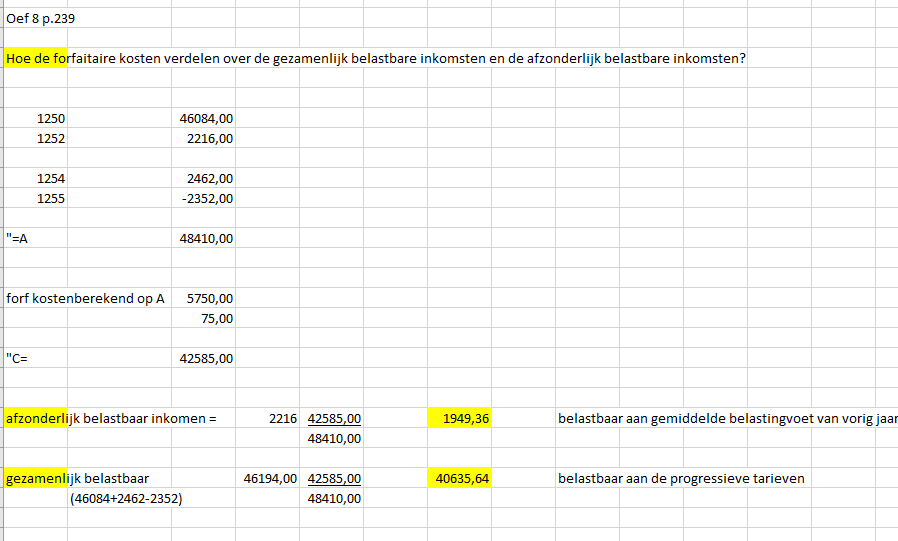 Oef 8 p.239
Hoe de forfaitaire kosten verdelen over de gezamenlijk belastbare inkomsten en de afzonderlijk belastbare inkomsten?
1250 46084,00
1252 2216,00
1254 2462,00
1255 -2352,00
"=A 48410,00
forf kostenberekend op A 5750,00
75,00
"C= 42585,00
afzonderlijk belastbaar inkomen = 2216 42585,00 1949,36 belastbaar aan gemiddelde belastingvoet van vorig jaar
48410,00
gezamenlijk belastbaar 46194,00 42585,00 40635,64 belastbaar aan de progressieve tarieven
(46084+2462-2352) 48410,00